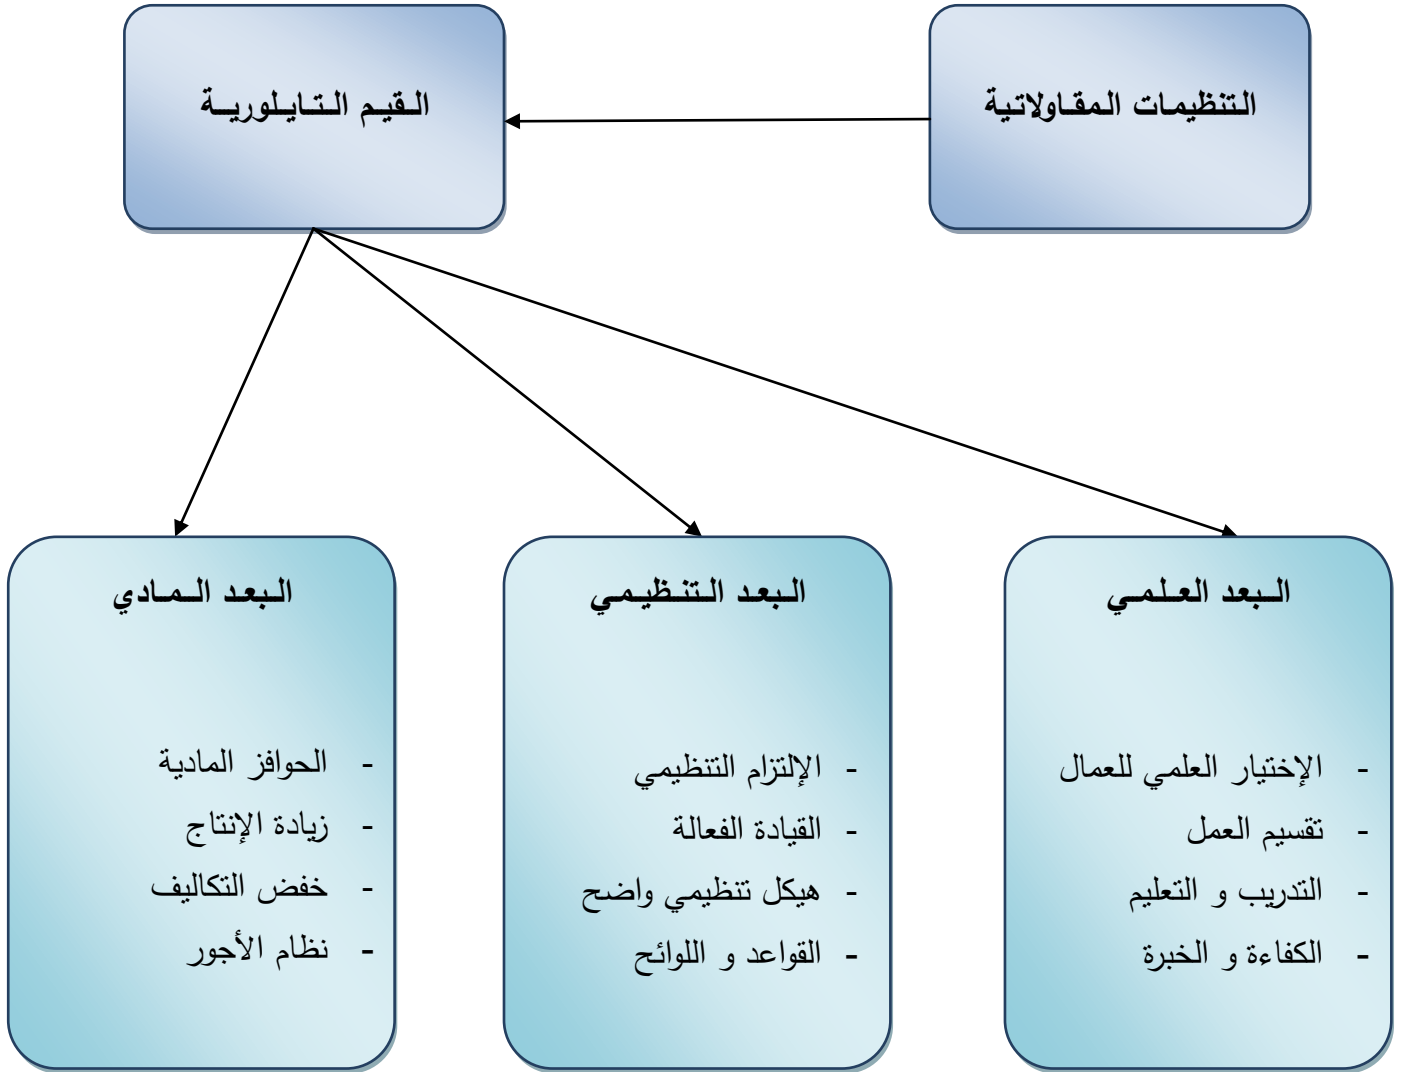 التنظيمات المقاولاتية
القيم التايلورية
البعد العلمي
- الإختيار العلمي للعمال
- تقسيم العمل
- التدريب و التعليم
- الكفاءة و الخبرة
البعد التنظيمي
- الإلتزام التنظيمي
- القيادة الفعالة
- هيكل تنظيمي واضح
- القواعد و اللوائح
البعد المادي
- الحوافز المادية
- زيادة الإنتاج
- خفض التكاليف
- نظام الأجور